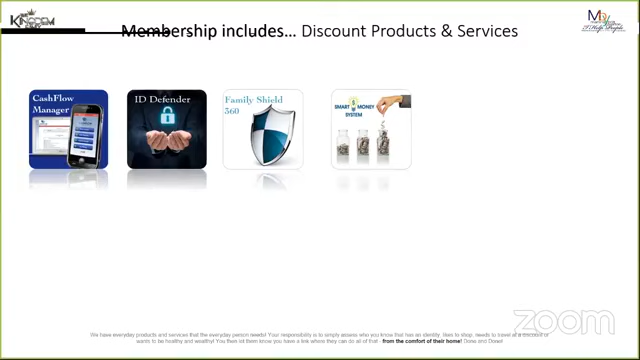 THE
KINGDEM
Membership includes... Discount Products & Services
CashFlow
Manager
ID Defender
Family Shield
360
SMART MONEY
SYSTEM
We have everyday products and services that the everyday person needs! Your responsibility is to simply assess who you know that has an identity, likes to shop, needs to travel at a discount or
wants to be healthy and wealthy! You then let them know you have a link where they can do all of that - from the comfort of their home! Done and Done!
zoom